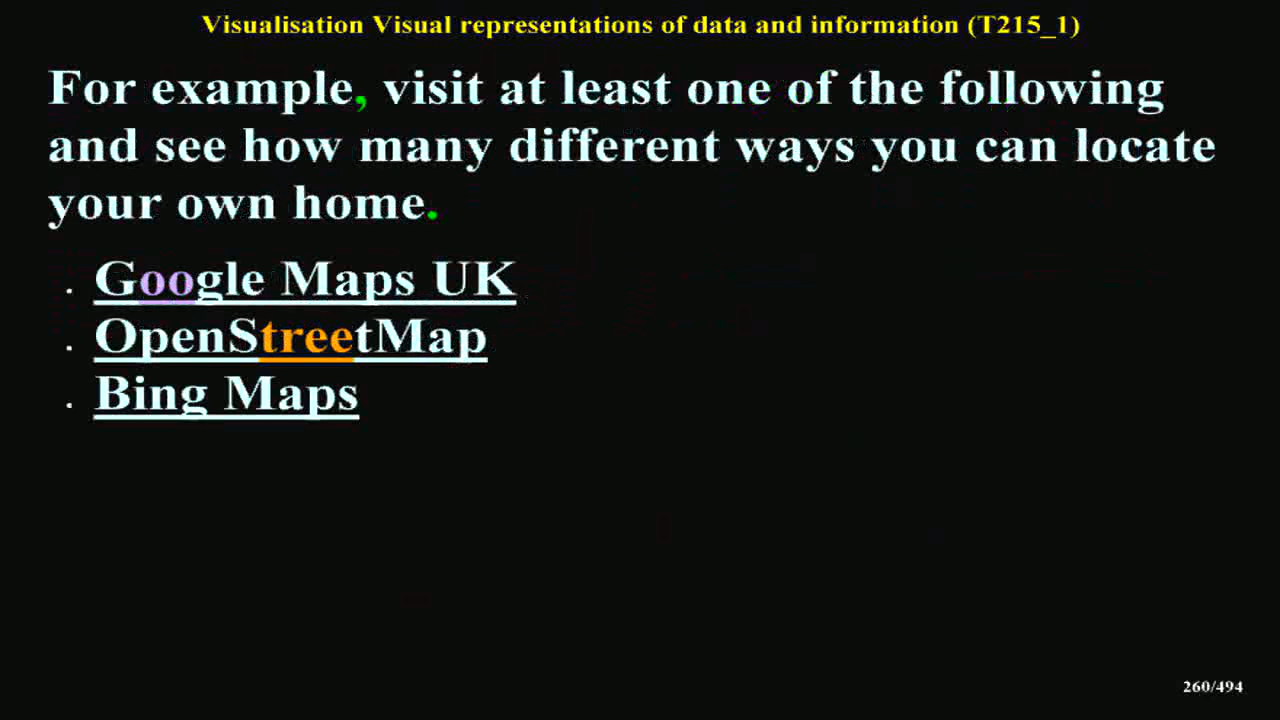 Visualisation Visual representations of data and information (T215_1)
For example, visit at least one of the following
and see how many different ways you can locate
your own home.
. Google Maps UK
. OpenStreetMap
. Bing Maps
260/494